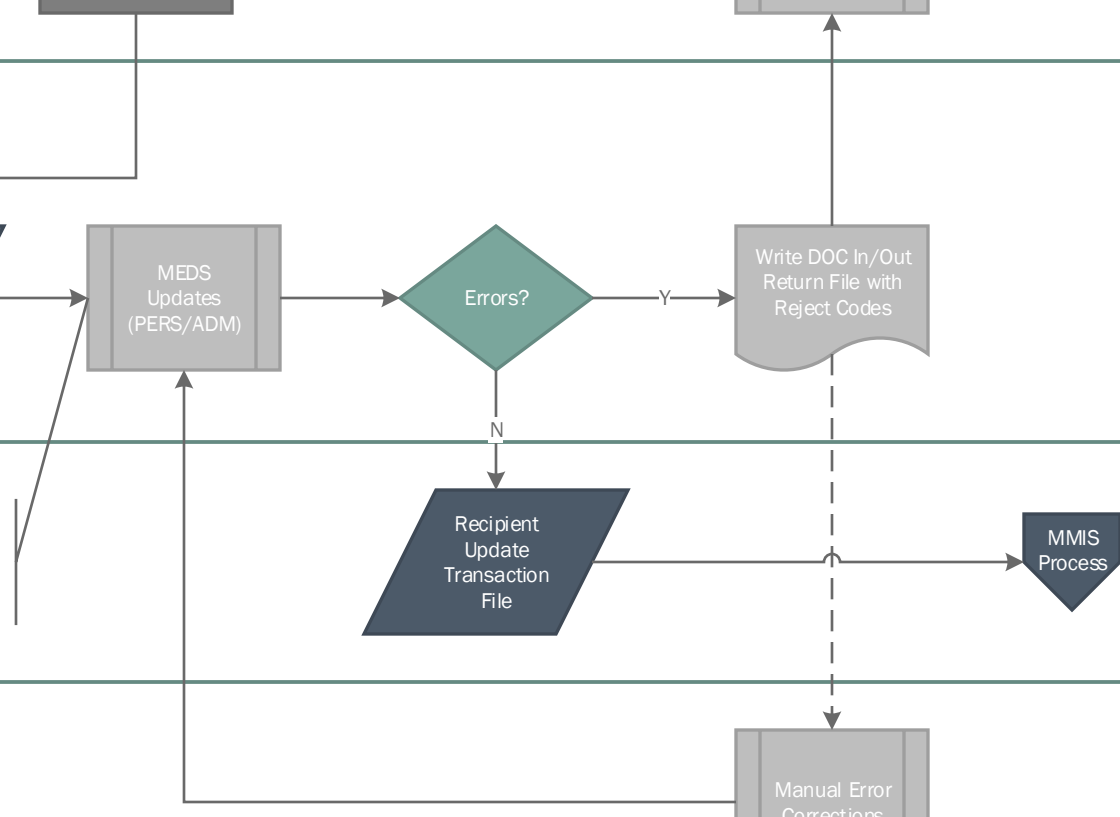 MEDS
Updates
(PERS/ADM)
Errors?
Y
Write DOC In/Out
Return File with
Reject Codes
N
Recipient
Update
Transaction
File
MMIS
Process
Manual Error
Corrections